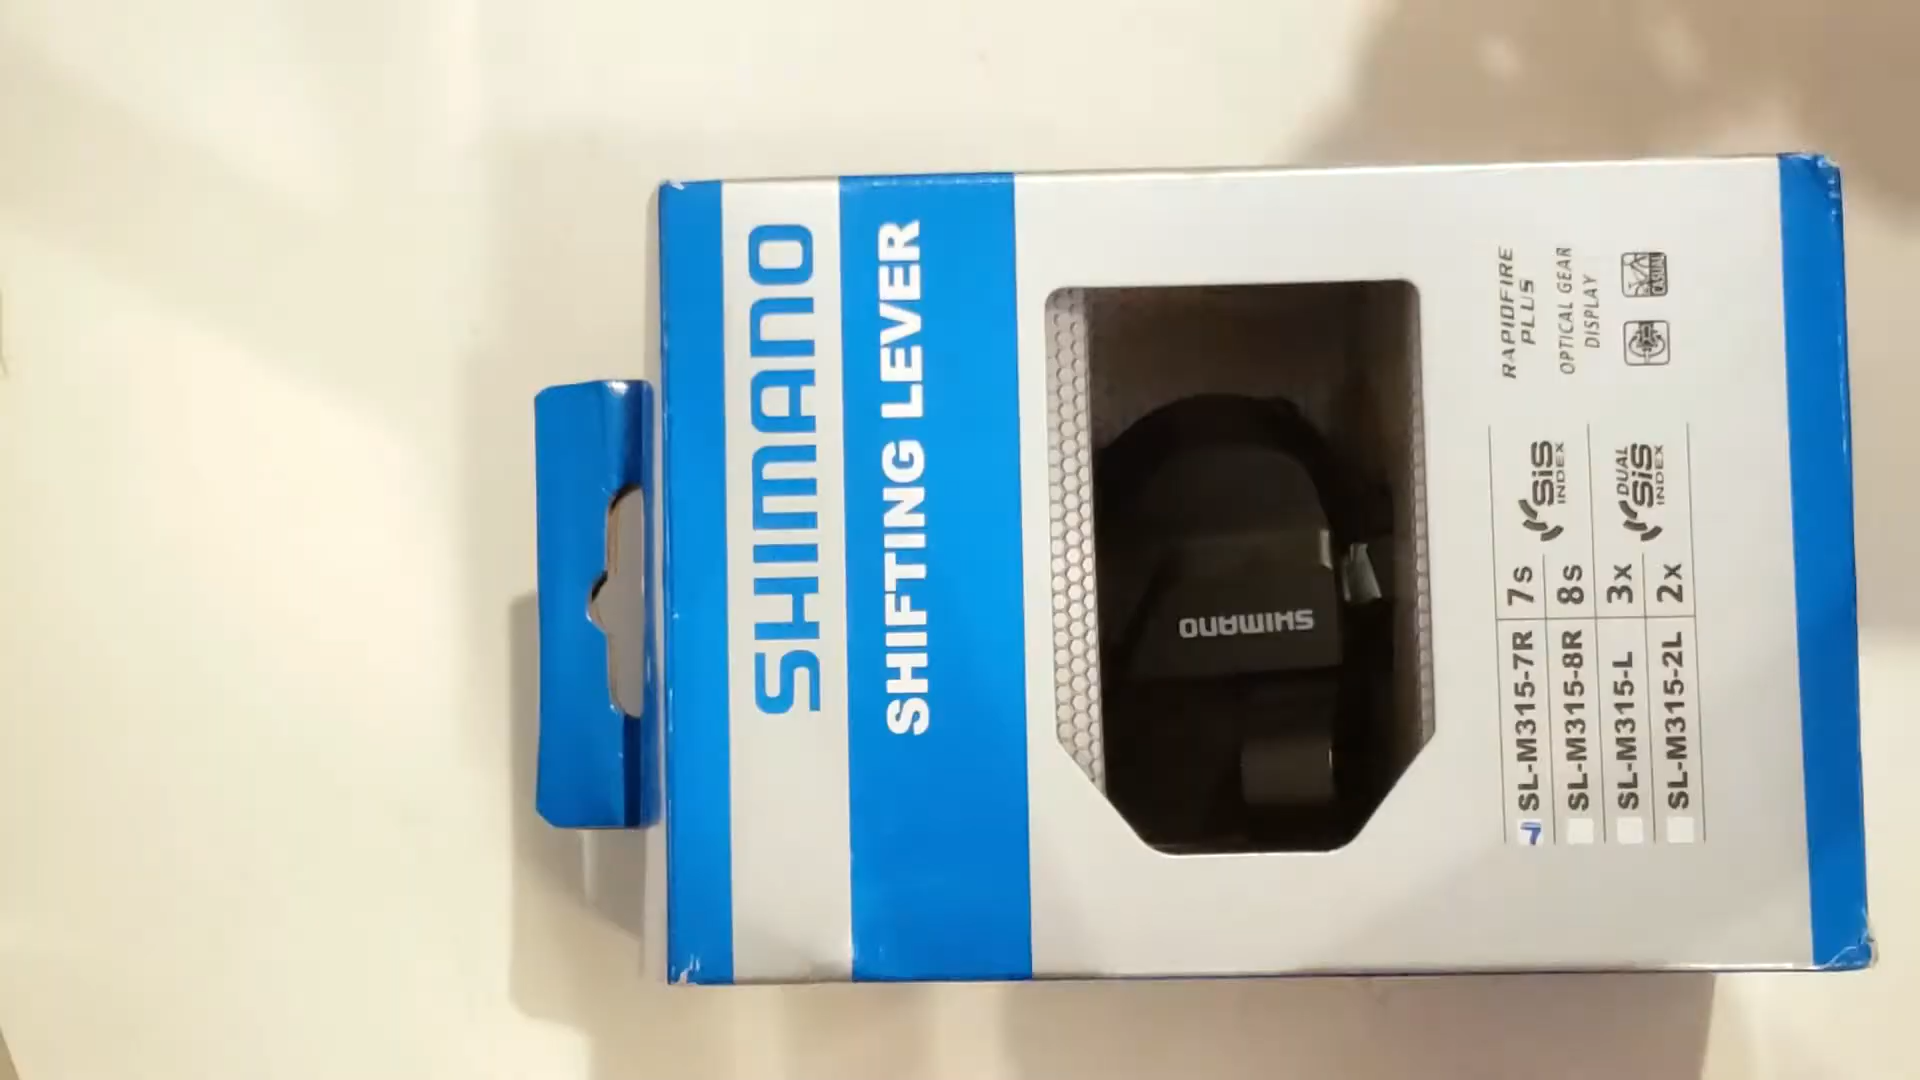 SHIMANO
SHIFTING LEVER
SHIMANO
SL-M315-7R 7s
SL-M315-8R 8s
SiS
INDEX
SL-M315-L 3x
SL-M315-2L 2x
DUAL
SiS
INDEX
RAPIDFIRE
PLUS
OPTICAL GEAR
DISPLAY
CASUAL